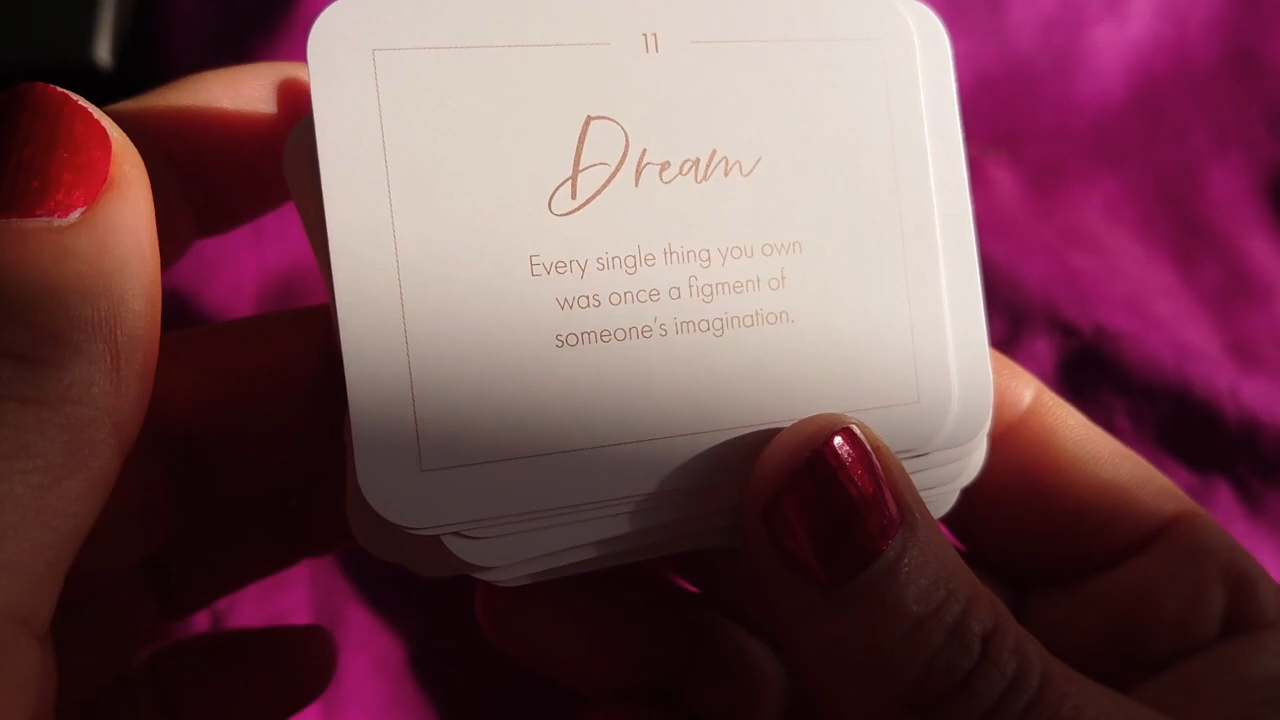 11
Dream
Every single thing you own
was once a figment of
someone's imagination.